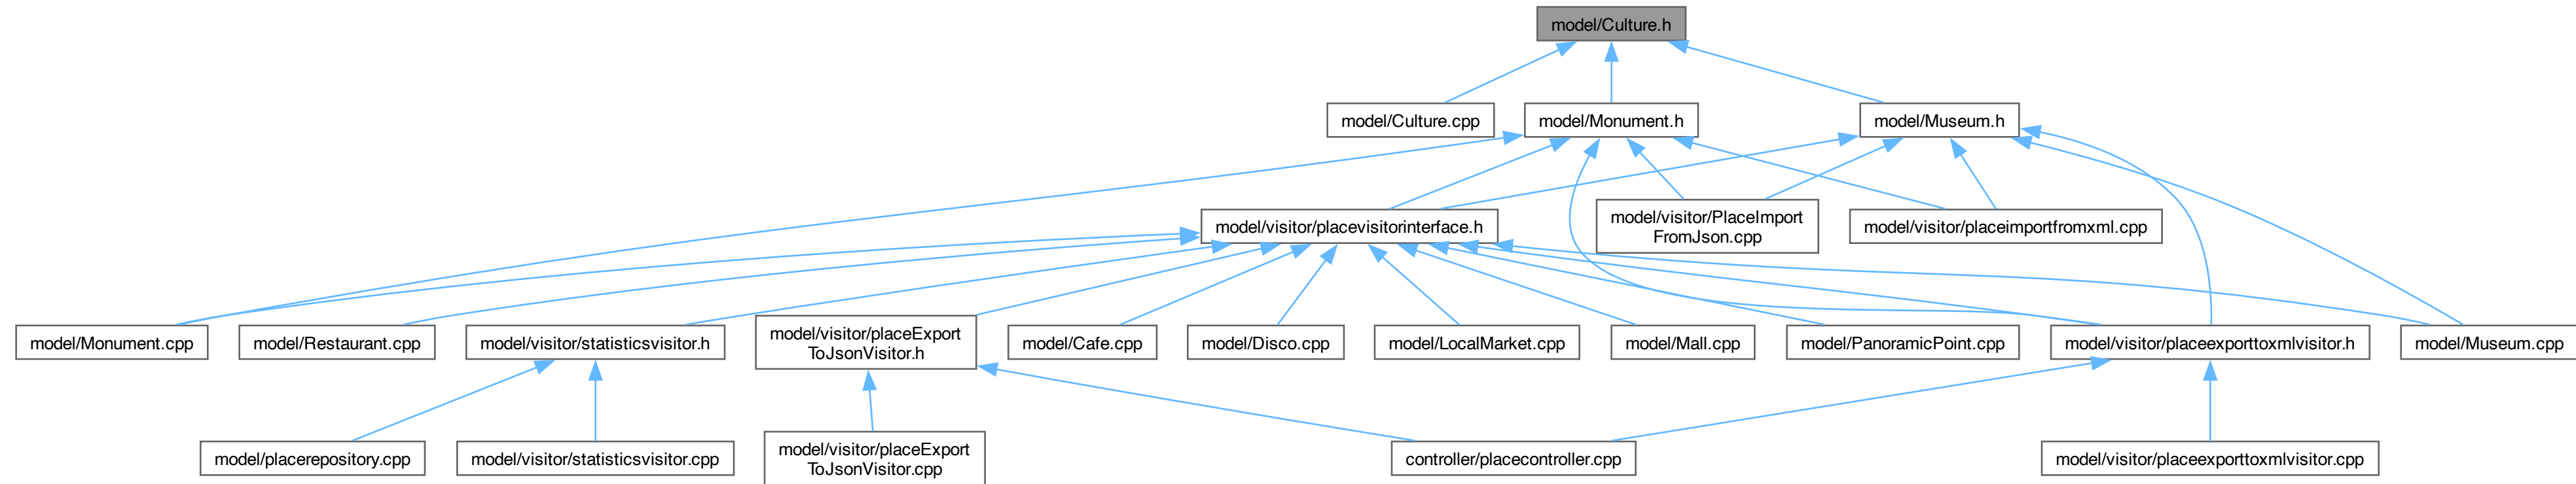 model/Culture.h
model/Culture.cpp
model/Monument.h
model/Museum.h
model/visitor/placevisitorinterface.h
model/visitor/PlaceImport
FromJson.cpp
model/visitor/placeimportfromxml.cpp
model/Monument.cpp
model/Restaurant.cpp
model/visitor/statisticsvisitor.h
model/visitor/placeExport
ToJsonVisitor.h
model/Cafe.cpp
model/Disco.cpp
model/LocalMarket.cpp
model/Mall.cpp
model/PanoramicPoint.cpp
model/visitor/placeexporttoxmlvisitor.h
model/Museum.cpp
model/placerepository.cpp
model/visitor/statisticsvisitor.cpp
model/visitor/placeExport
ToJsonVisitor.cpp
controller/placecontroller.cpp
model/visitor/placeexporttoxmlvisitor.cpp